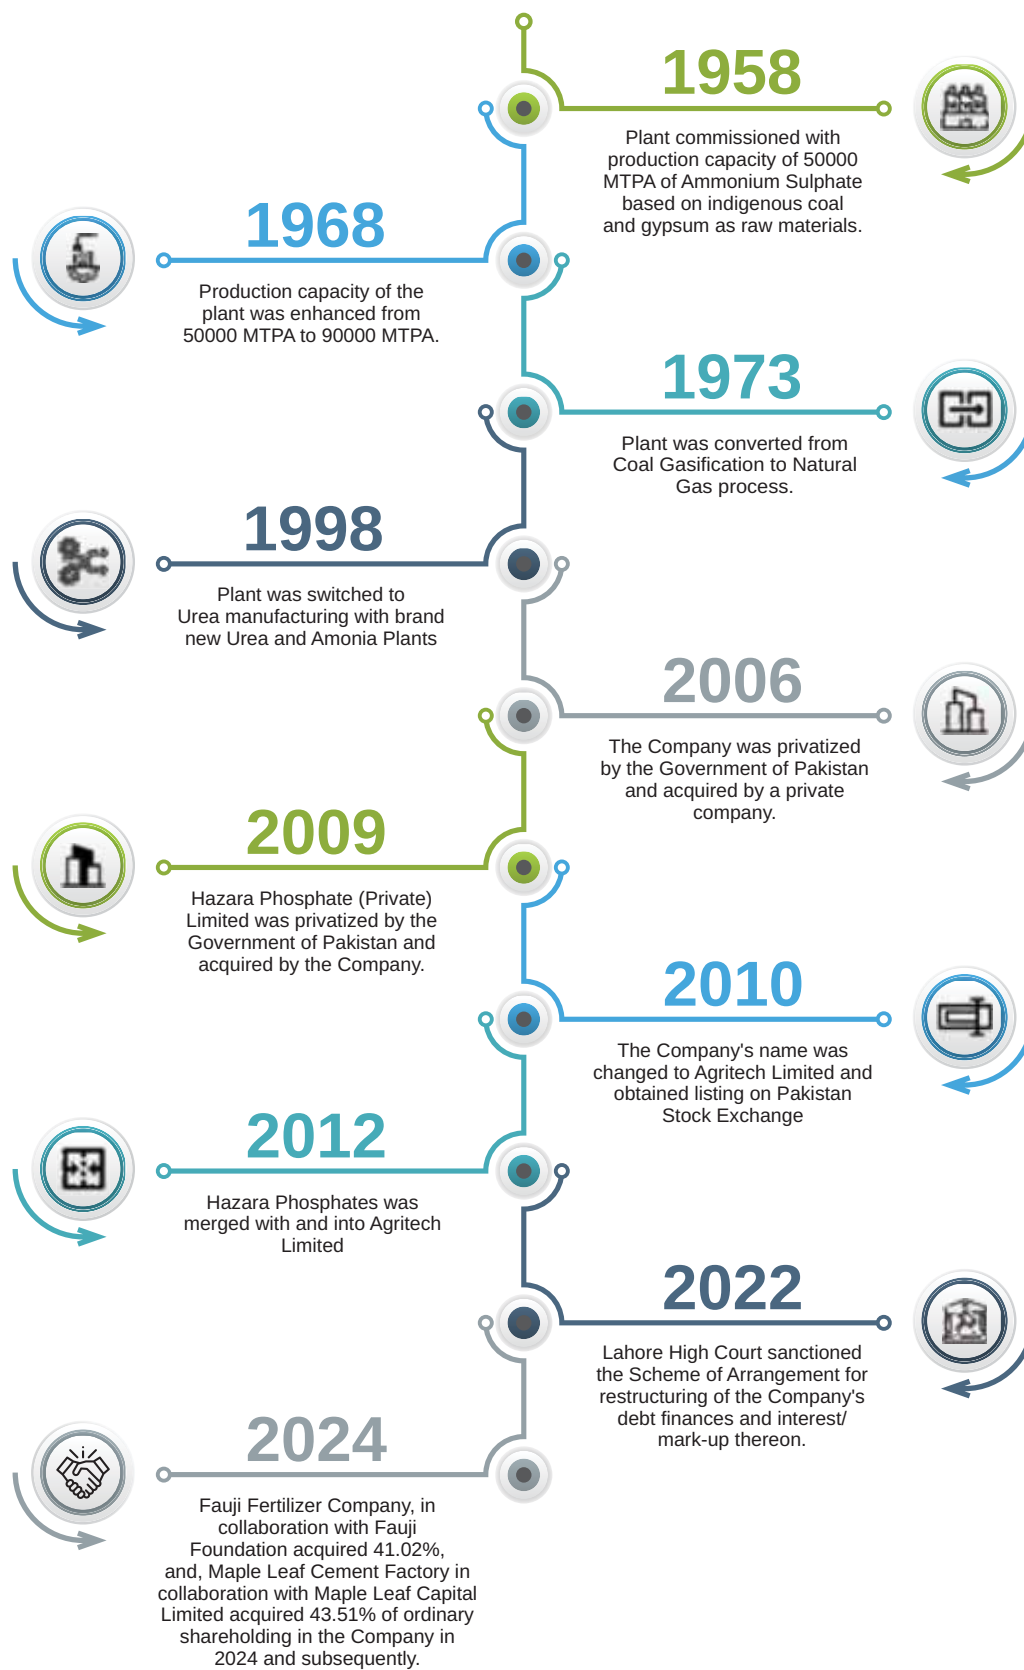 1958
Plant commissioned with
production capacity of 50000
MTPA of Ammonium Sulphate
based on indigenous coal
and gypsum as raw materials.
1968
Production capacity of the
plant was enhanced from
50000 MTPA to 90000 MTPA.
1973
Plant was converted from
Coal Gasification to Natural
Gas process.
1998
Plant was switched to
Urea manufacturing with brand
new Urea and Amonia Plants
2006
The Company was privatized
by the Government of Pakistan
and acquired by a private
company.
2009
Hazara Phosphate (Private)
Limited was privatized by the
Government of Pakistan and
acquired by the Company.
2010
The Company's name was
changed to Agritech Limited and
obtained listing on Pakistan
Stock Exchange
2012
Hazara Phosphates was
merged with and into Agritech
Limited
2022
Lahore High Court sanctioned
the Scheme of Arrangement for
restructuring of the Company's
debt finances and interest/
mark-up thereon.
2024
Fauji Fertilizer Company, in
collaboration with Fauji
Foundation acquired 41.02%,
and, Maple Leaf Cement Factory in
collaboration with Maple Leaf Capital
Limited acquired 43.51% of ordinary
shareholding in the Company in
2024 and subsequently.